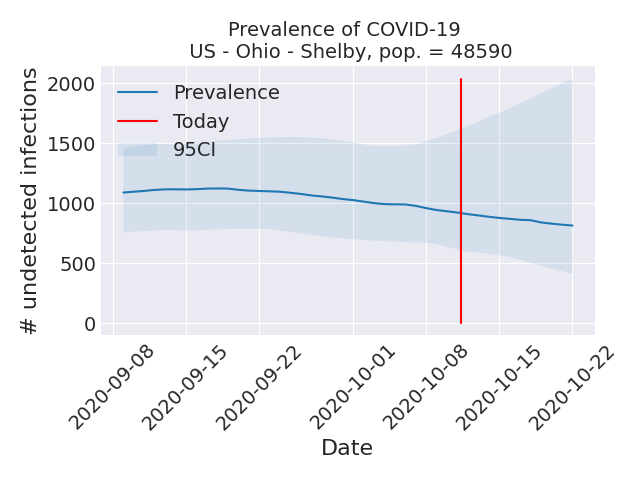 Prevalence of COVID-19
US - Ohio - Shelby, pop. = 48590
# undetected infections
2000
1500
1000
500
0
Prevalence
Today
95CI
2020-09-08
2020-09-15
2020-09-22
2020-10-01
2020-10-08
2020-10-15
2020-10-22
Date